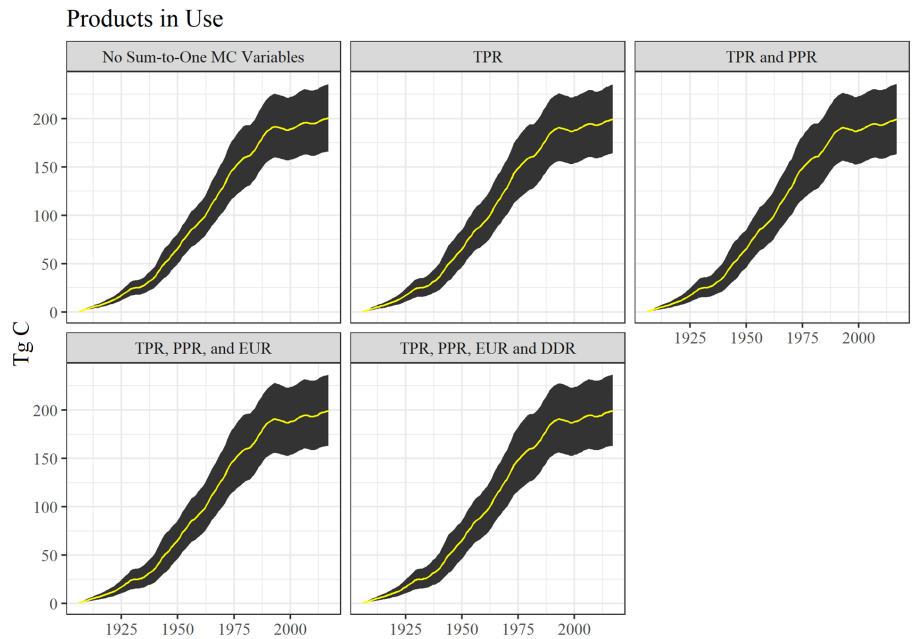 Products in Use
No Sum-to-One MC Variables
TPR
TPR and PPR
200
150
100
50
0
1925 1950 1975 2000
Tg C
TPR, PPR, and EUR
TPR, PPR, EUR and DDR
200
150
100
50
0
1925 1950 1975 2000
1925 1950 1975 2000